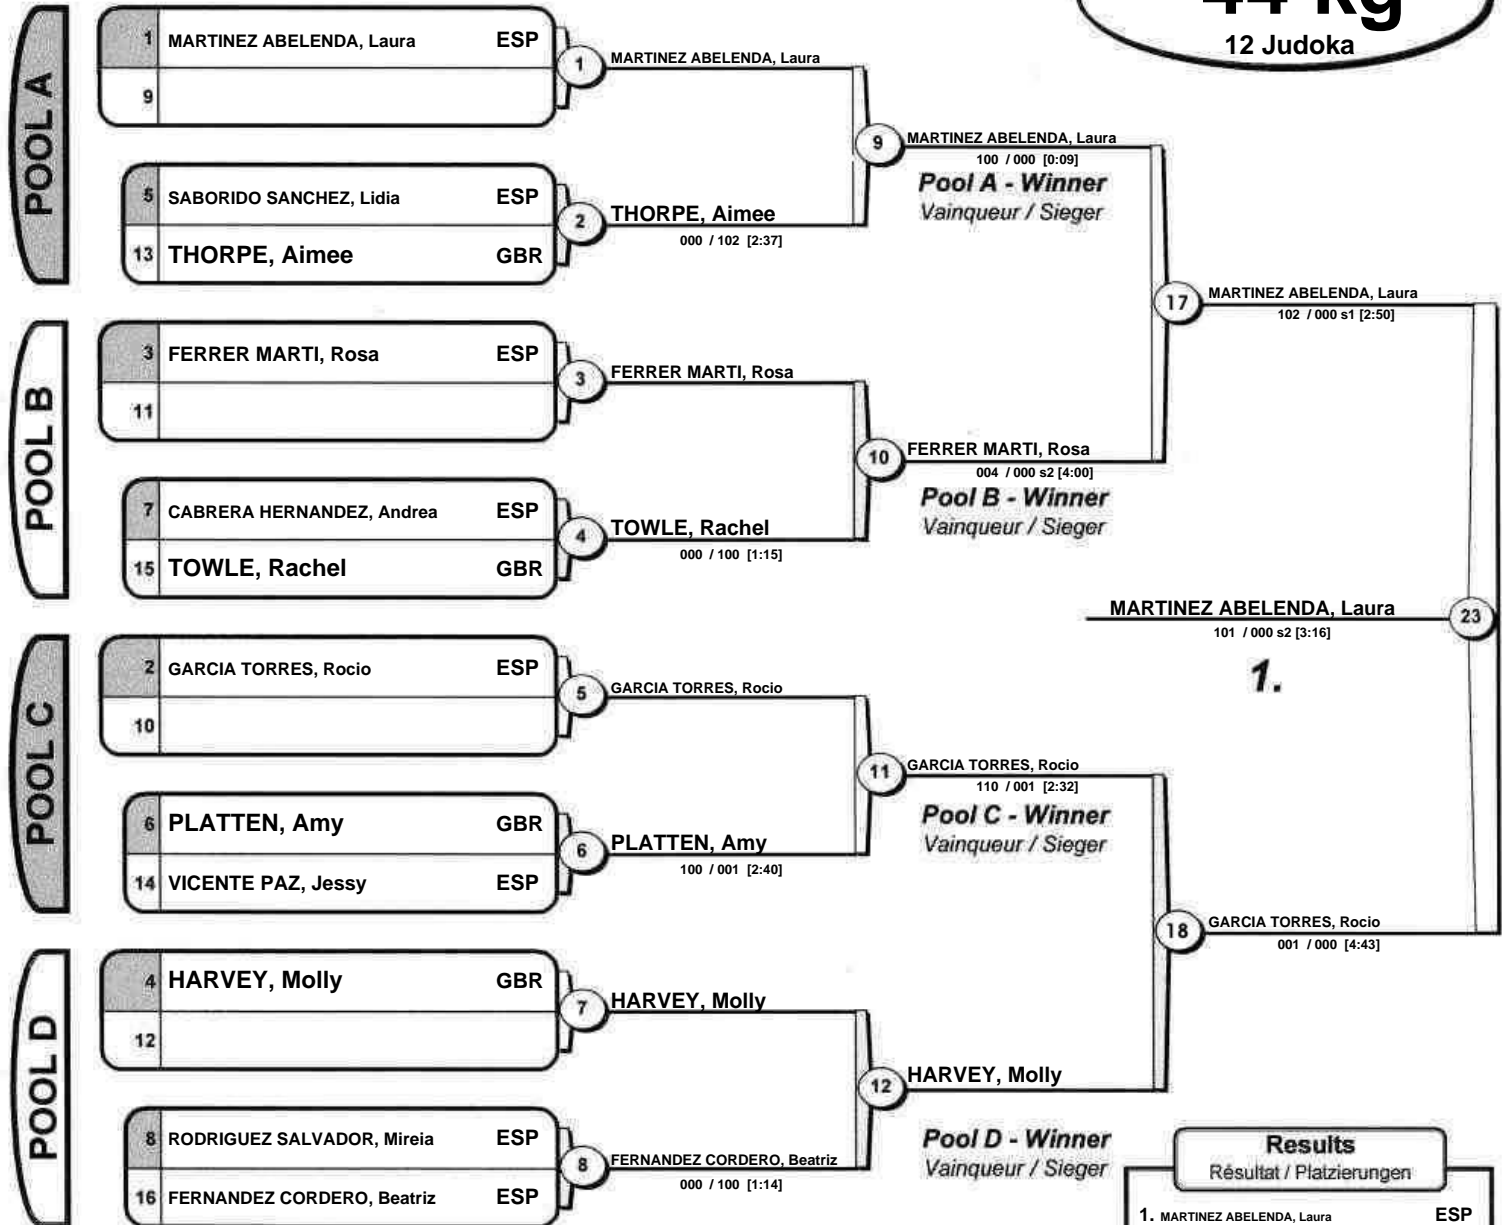 44 kg
12 Judoka
POOL A
1 MARTINEZ ABELENDA, Laura ESP
9
1 MARTINEZ ABELENDA, Laura
5 SABORIDO SANCHEZ, Lidia ESP
13 THORPE, Aimee GBR
2 THORPE, Aimee
000 / 102 [2:37]
9 MARTINEZ ABELENDA, Laura
100 / 000 [0:09]
Pool A - Winner
Vainqueur / Sieger
POOL B
3 FERRER MARTI, Rosa ESP
11
3 FERRER MARTI, Rosa
7 CABRERA HERNANDEZ, Andrea ESP
15 TOWLE, Rachel GBR
4 TOWLE, Rachel
000 / 100 [1:15]
10 FERRER MARTI, Rosa
004 / 000 s2 [4:00]
Pool B - Winner
Vainqueur / Sieger
17 MARTINEZ ABELENDA, Laura
102 / 000 s1 [2:50]
MARTINEZ ABELENDA, Laura 23
101 / 000 s2 [3:16]
1.
POOL C
2 GARCIA TORRES, Rocio ESP
10
5 GARCIA TORRES, Rocio
6 PLATTEN, Amy GBR
14 VICENTE PAZ, Jessy ESP
6 PLATTEN, Amy
100 / 001 [2:40]
11 GARCIA TORRES, Rocio
110 / 001 [2:32]
Pool C - Winner
Vainqueur / Sieger
18 GARCIA TORRES, Rocio
001 / 000 [4:43]
POOL D
4 HARVEY, Molly GBR
12
7 HARVEY, Molly
8 RODRIGUEZ SALVADOR, Mireia ESP
16 FERNANDEZ CORDERO, Beatriz ESP
8 FERNANDEZ CORDERO, Beatriz
000 / 100 [1:14]
12 HARVEY, Molly
Pool D - Winner
Vainqueur / Sieger
Results
Résultat / Platzierungen
1. MARTINEZ ABELENDA, Laura ESP